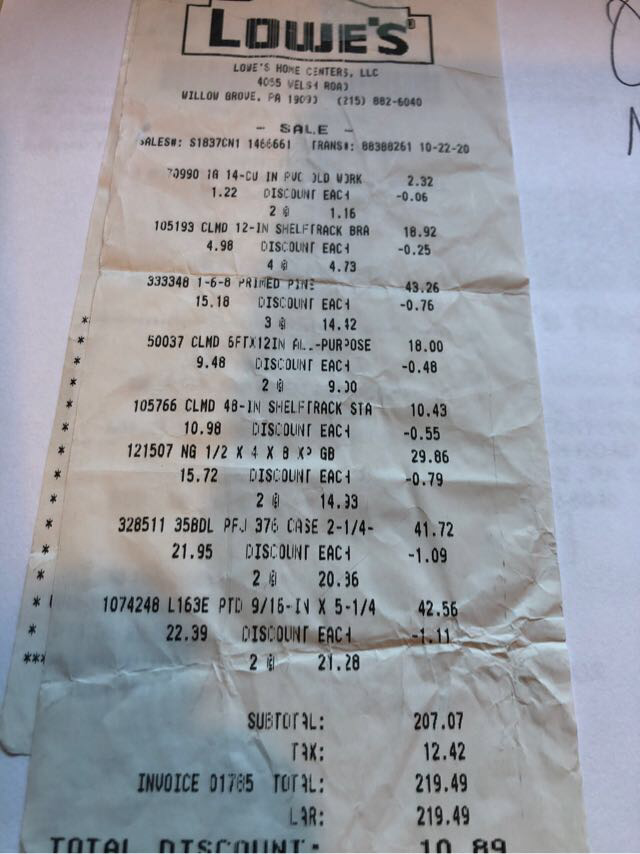 LOWE'S
LOWE'S HOME CENTERS, LLC
4055 WELSH ROAD
WILLOW GROVE, PA 19090 (215) 882-6040
- SALE -
SALES#: S1837CN1 1466661 TRANS#: 88388261 10-22-20
70990 1G 14-CU IN PVC OLD WORK 2.32
1.22 DISCOUNT EACH -0.06
2 @ 1.16
105193 CLMD 12-IN SHELFTRACK BRA 18.92
4.98 DISCOUNT EACH -0.25
4 @ 4.73
333348 1-6-8 PRIMED PINE 43.26
15.18 DISCOUNT EACH -0.76
3 @ 14.42
50037 CLMD 6FTX12IN ALL-PURPOSE 18.00
9.48 DISCOUNT EACH -0.48
2 @ 9.00
105766 CLMD 48-IN SHELFTRACK STA 10.43
10.98 DISCOUNT EACH -0.55
121507 NG 1/2 X 4 X 8 XP GB 29.86
15.72 DISCOUNT EACH -0.79
2 @ 14.93
328511 35BDL PFJ 376 CASE 2-1/4- 41.72
21.95 DISCOUNT EACH -1.09
2 @ 20.86
1074248 L163E PTD 9/16-IN X 5-1/4 42.56
22.39 DISCOUNT EACH -1.11
2 @ 21.28
SUBTOTAL: 207.07
TAX: 12.42
INVOICE 01785 TOTAL: 219.49
LAR: 219.49
TOTAL DISCOUNT: 10.89